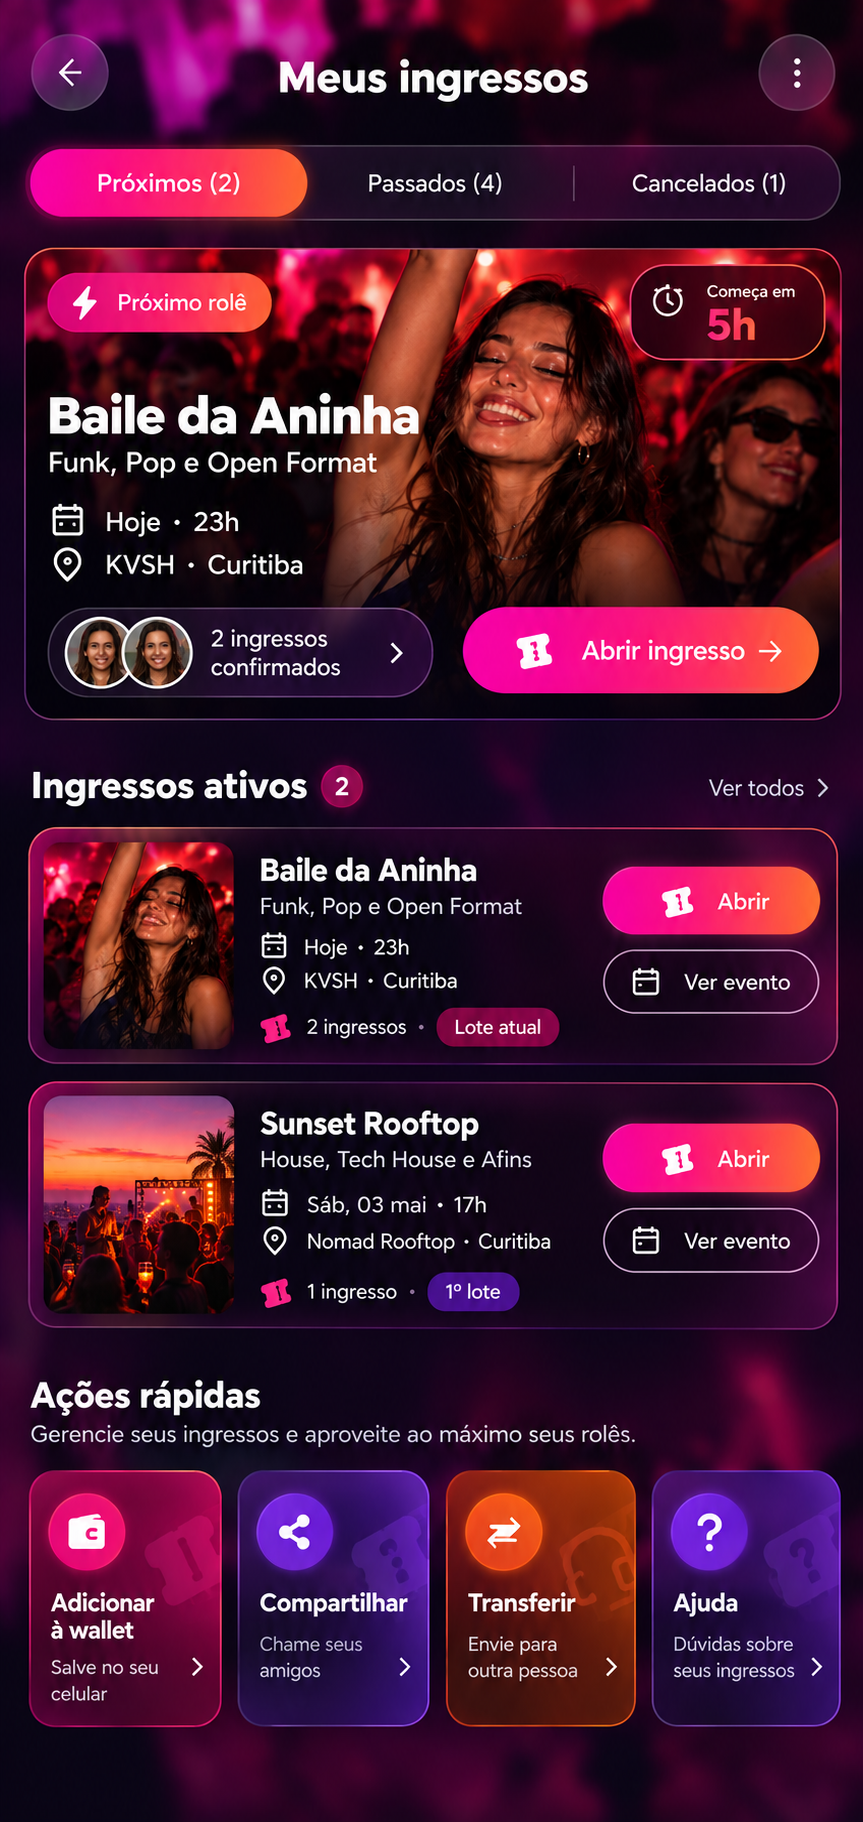 Meus ingressos
Próximos (2)
Passados (4)
Cancelados (1)
Próximo rolê
Começa em
5h
Baile da Aninha
Funk, Pop e Open Format
Hoje • 23h
KVSH • Curitiba
2 ingressos
confirmados
Abrir ingresso
Ingressos ativos 2
Ver todos
Baile da Aninha
Funk, Pop e Open Format
Hoje • 23h
KVSH • Curitiba
2 ingressos • Lote atual
Abrir
Ver evento
Sunset Rooftop
House, Tech House e Afins
Sáb, 03 mai • 17h
Nomad Rooftop • Curitiba
1 ingresso • 1º lote
Abrir
Ver evento
Ações rápidas
Gerencie seus ingressos e aproveite ao máximo seus rolês.
Adicionar
à wallet
Salve no seu
celular
Compartilhar
Chame seus
amigos
Transferir
Envie para
outra pessoa
Ajuda
Dúvidas sobre
seus ingressos